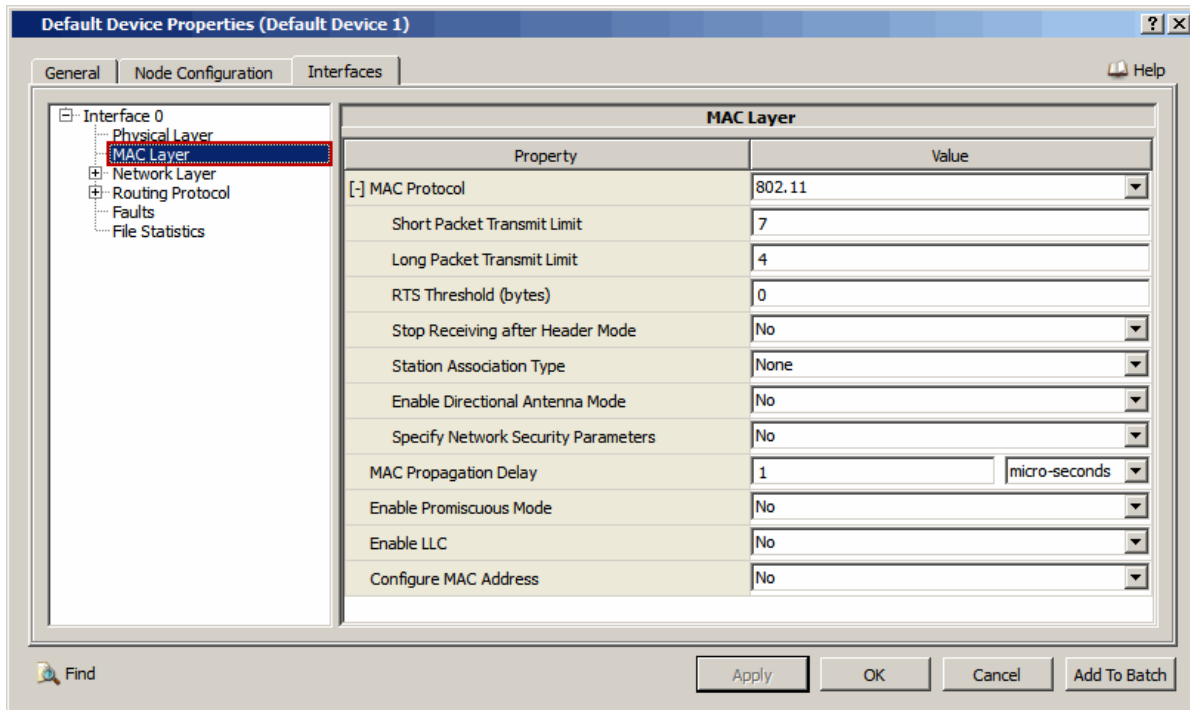 Default Device Properties (Default Device 1)
General Node Configuration Interfaces Help
Interface 0
Physical Layer
MAC Layer
Network Layer
Routing Protocol
Faults
File Statistics
MAC Layer
Property Value
[-] MAC Protocol 802.11
Short Packet Transmit Limit 7
Long Packet Transmit Limit 4
RTS Threshold (bytes) 0
Stop Receiving after Header Mode No
Station Association Type None
Enable Directional Antenna Mode No
Specify Network Security Parameters No
MAC Propagation Delay 1 micro-seconds
Enable Promiscuous Mode No
Enable LLC No
Configure MAC Address No
Find Apply OK Cancel Add To Batch